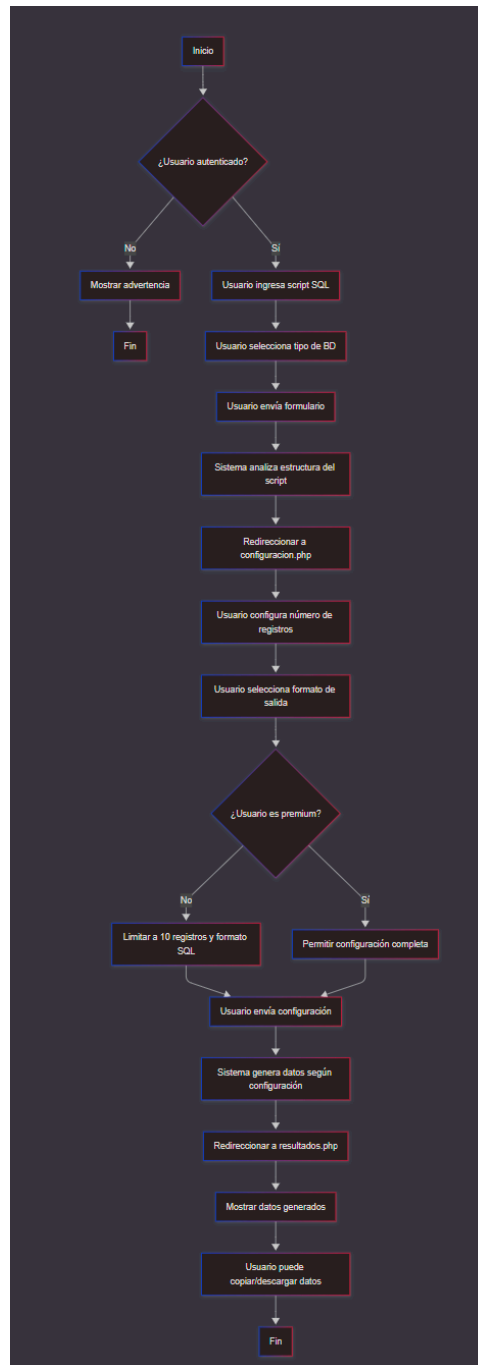 Inicio
¿Usuario autenticado?
No
Sí
Mostrar advertencia
Usuario ingresa script SQL
Fin
Usuario selecciona tipo de BD
Usuario envía formulario
Sistema analiza estructura del
script
Redireccionar a
configuracion.php
Usuario configura número de
registros
Usuario selecciona formato de
salida
¿Usuario es premium?
No
Sí
Limitar a 10 registros y formato
SQL
Permitir configuración completa
Usuario envía configuración
Sistema genera datos según
configuración
Redireccionar a resultados.php
Mostrar datos generados
Usuario puede
copiar/descargar datos
Fin